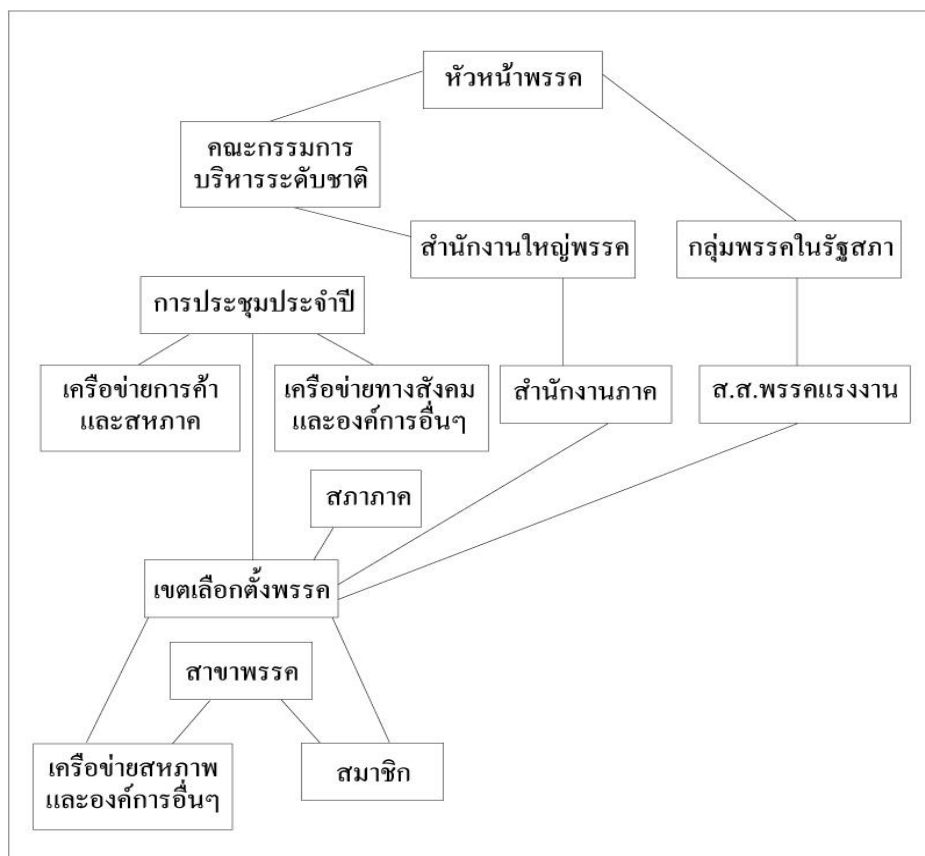 หัวหน้าพรรค
คณะกรรมการ
บริหารระดับชาติ
สำนักงานใหญ่พรรค
กลุ่มพรรคในรัฐสภา
การประชุมประจำปี
เครือข่ายการค้า
และสหภาค
เครือข่ายทางสังคม
และองค์การอื่นๆ
สำนักงานภาค
ส.ส.พรรคแรงงาน
สภาภาค
เขตเลือกตั้งพรรค
สาขาพรรค
เครือข่ายสหภาพ
และองค์การอื่นๆ
สมาชิก